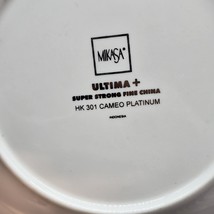 MIKASA
ULTIMA +
SUPER STRONG FINE CHINA
HK 301 CAMEO PLATINUM
INDONESIA